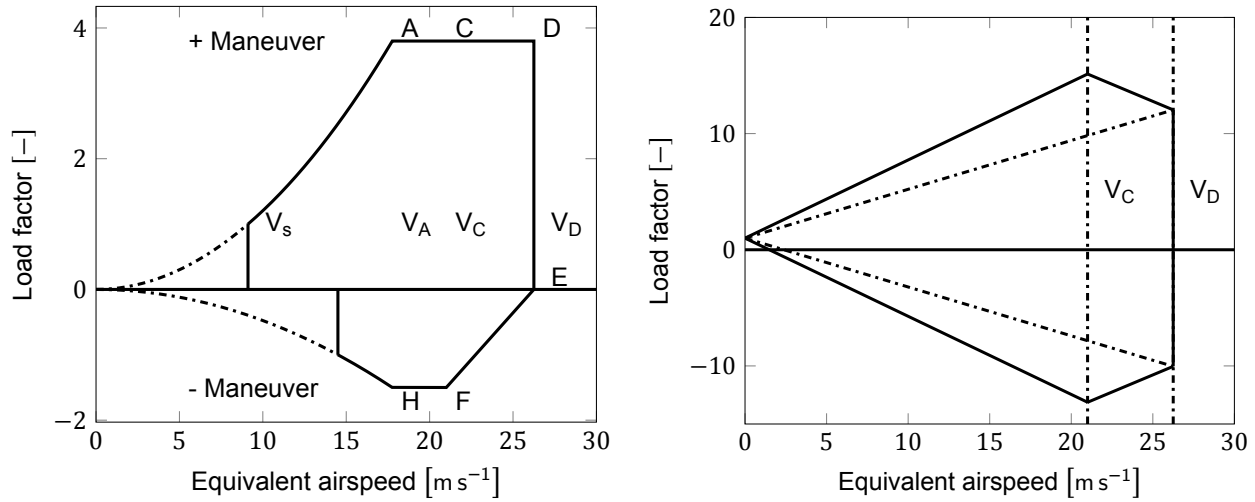 4
2
0
−2
Load factor [−]
+ Maneuver
A
C
D
V_s
V_A
V_C
V_D
E
- Maneuver
H
F
0
5
10
15
20
25
30
Equivalent airspeed [m s⁻¹]
20
10
0
−10
Load factor [−]
V_C
V_D
0
5
10
15
20
25
30
Equivalent airspeed [m s⁻¹]